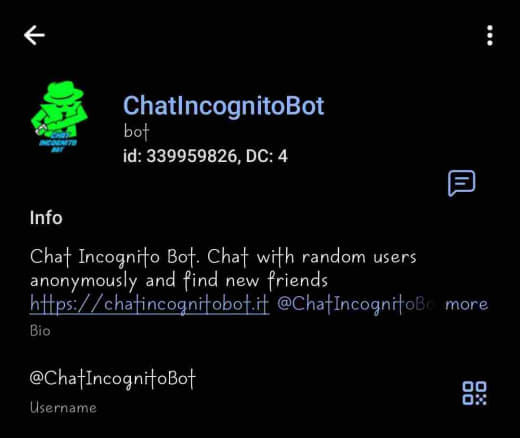 CHAT
INCOGNITO
BOT
ChatIncognitoBot
bot
id: 339959826, DC: 4
Info
Chat Incognito Bot. Chat with random users
anonymously and find new friends
https://chatincognitobot.it @ChatIncognitoBo more
Bio
@ChatIncognitoBot
Username